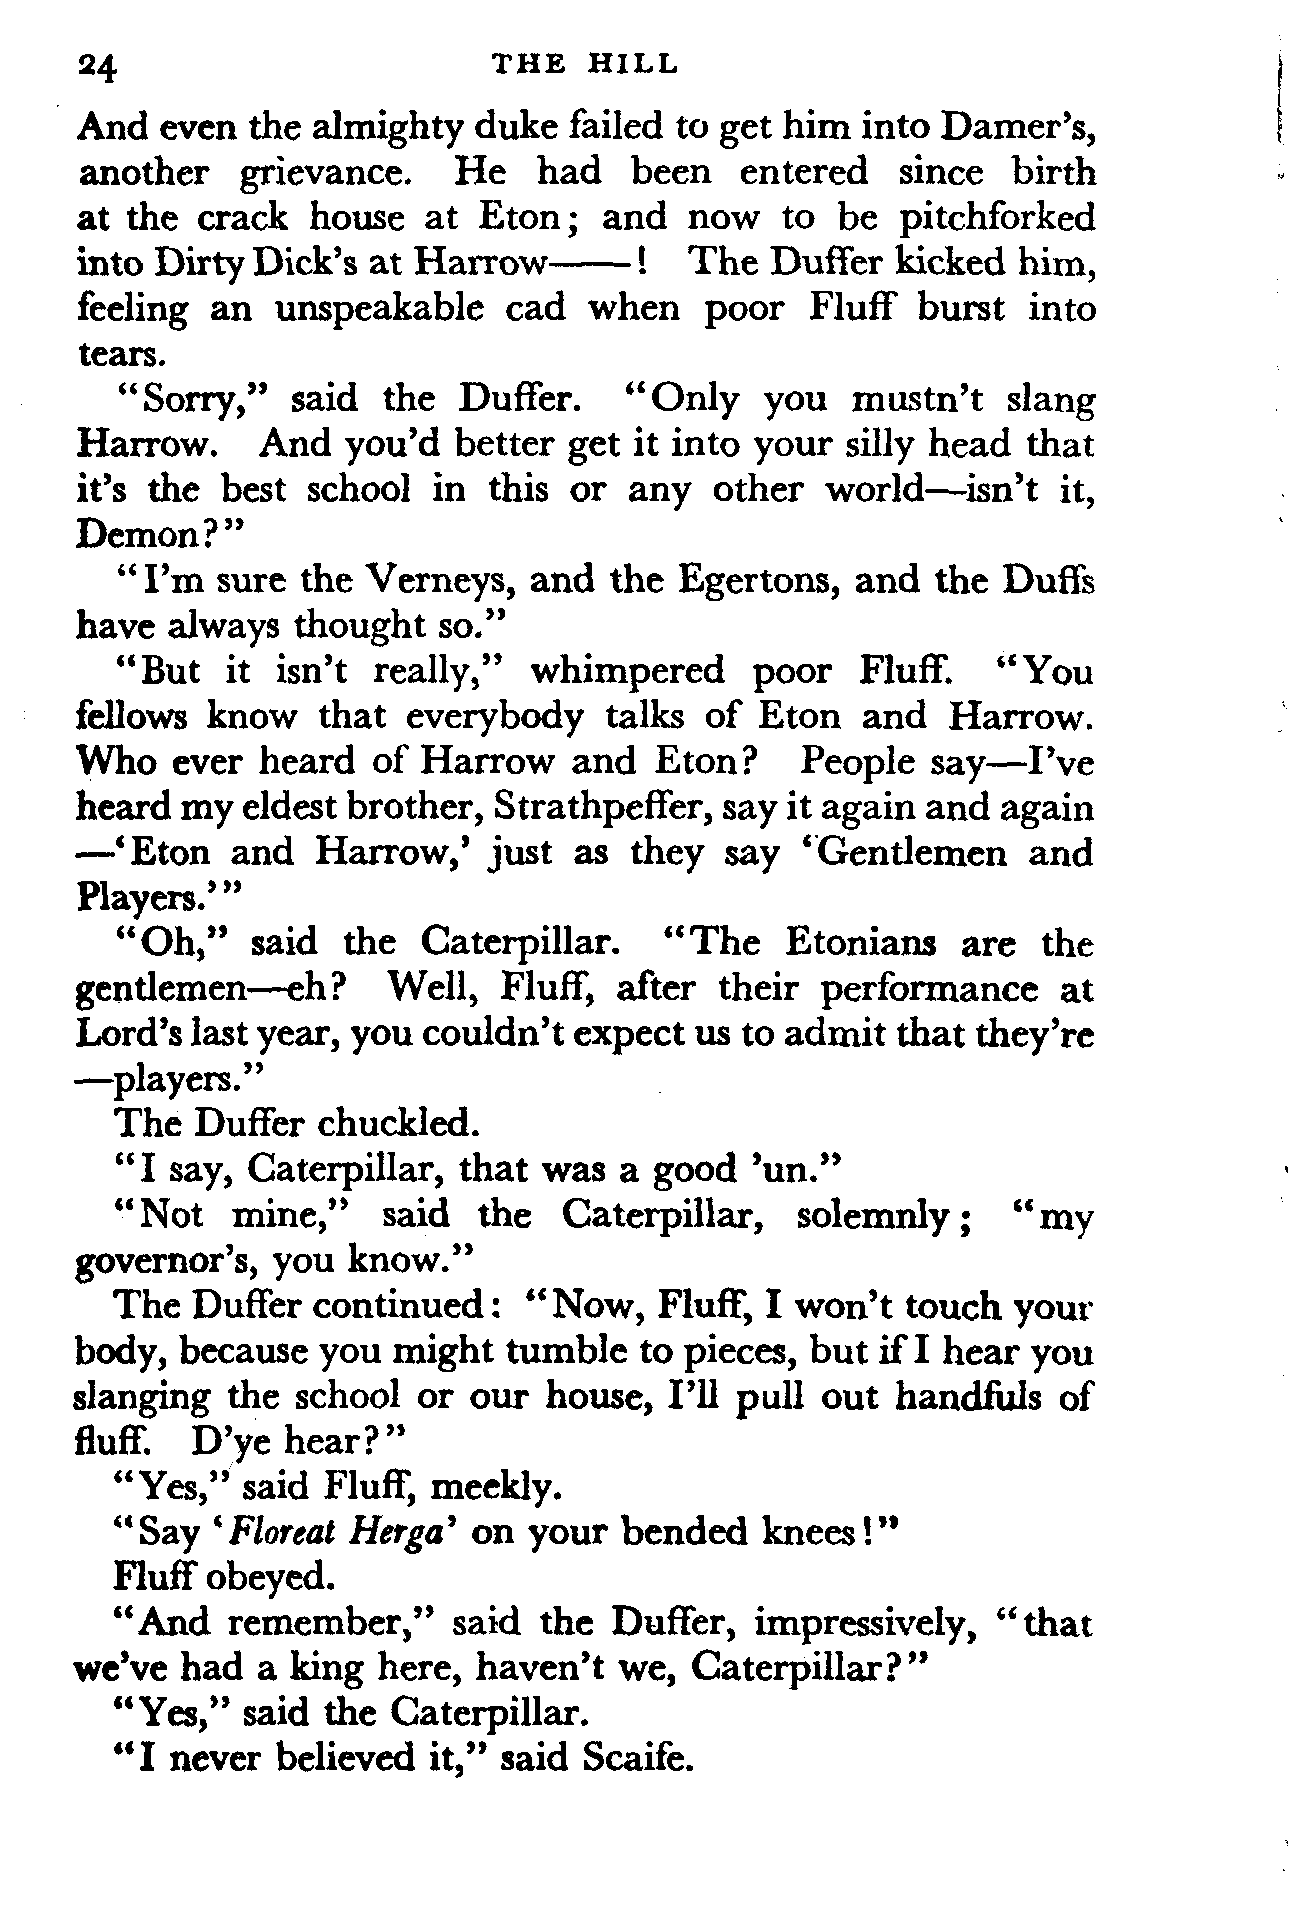 24 THE HILL
And even the almighty duke failed to get him into Damer's,
another grievance. He had been entered since birth
at the crack house at Eton; and now to be pitchforked
into Dirty Dick's at Harrow——! The Duffer kicked him,
feeling an unspeakable cad when poor Fluff burst into
tears.
"Sorry," said the Duffer. "Only you mustn't slang
Harrow. And you'd better get it into your silly head that
it's the best school in this or any other world—isn't it,
Demon?"
"I'm sure the Verneys, and the Egertons, and the Duffs
have always thought so."
"But it isn't really," whimpered poor Fluff. "You
fellows know that everybody talks of Eton and Harrow.
Who ever heard of Harrow and Eton? People say—I've
heard my eldest brother, Strathpeffer, say it again and again
—'Eton and Harrow,' just as they say 'Gentlemen and
Players.'"
"Oh," said the Caterpillar. "The Etonians are the
gentlemen—eh? Well, Fluff, after their performance at
Lord's last year, you couldn't expect us to admit that they're
—players."
The Duffer chuckled.
"I say, Caterpillar, that was a good 'un."
"Not mine," said the Caterpillar, solemnly; "my
governor's, you know."
The Duffer continued: "Now, Fluff, I won't touch your
body, because you might tumble to pieces, but if I hear you
slanging the school or our house, I'll pull out handfuls of
fluff. D'ye hear?"
"Yes," said Fluff, meekly.
"Say 'Floreat Herga' on your bended knees!"
Fluff obeyed.
"And remember," said the Duffer, impressively, "that
we've had a king here, haven't we, Caterpillar?"
"Yes," said the Caterpillar.
"I never believed it," said Scaife.